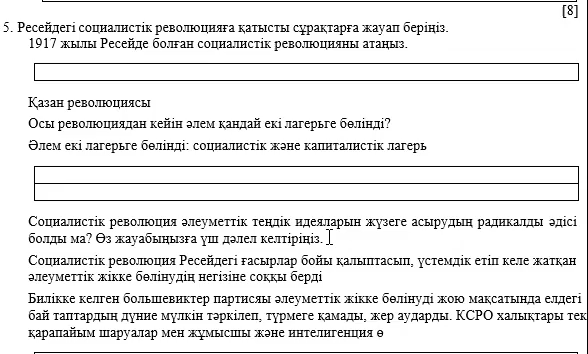 [8]
5. Ресейдегі социалистік революцияға қатысты сұрақтарға жауап беріңіз.
1917 жылы Ресейде болған социалистік революцияны атаңыз.
Қазан революциясы
Осы революциядан кейін әлем қандай екі лагерьге бөлінді?
Әлем екі лагерьге бөлінді: социалистік және капиталистік лагерь
Социалистік революция әлеуметтік теңдік идеяларын жүзеге асырудың радикалды әдісі
болды ма? Өз жауабыңызға үш дәлел келтіріңіз.
Социалистік революция Ресейдегі ғасырлар бойы қалыптасып, үстемдік етіп келе жатқан
әлеуметтік жікке бөлінудің негізіне соққы берді
Билікке келген большевиктер партисяы әлеуметтік жікке бөлінуді жою мақсатында елдегі
бай таптардың дүние мүлкін тәркілеп, түрмеге қамады, жер аударды. КСРО халықтары тек
қарапайым шаруалар мен жұмысшы және интелигенция ө